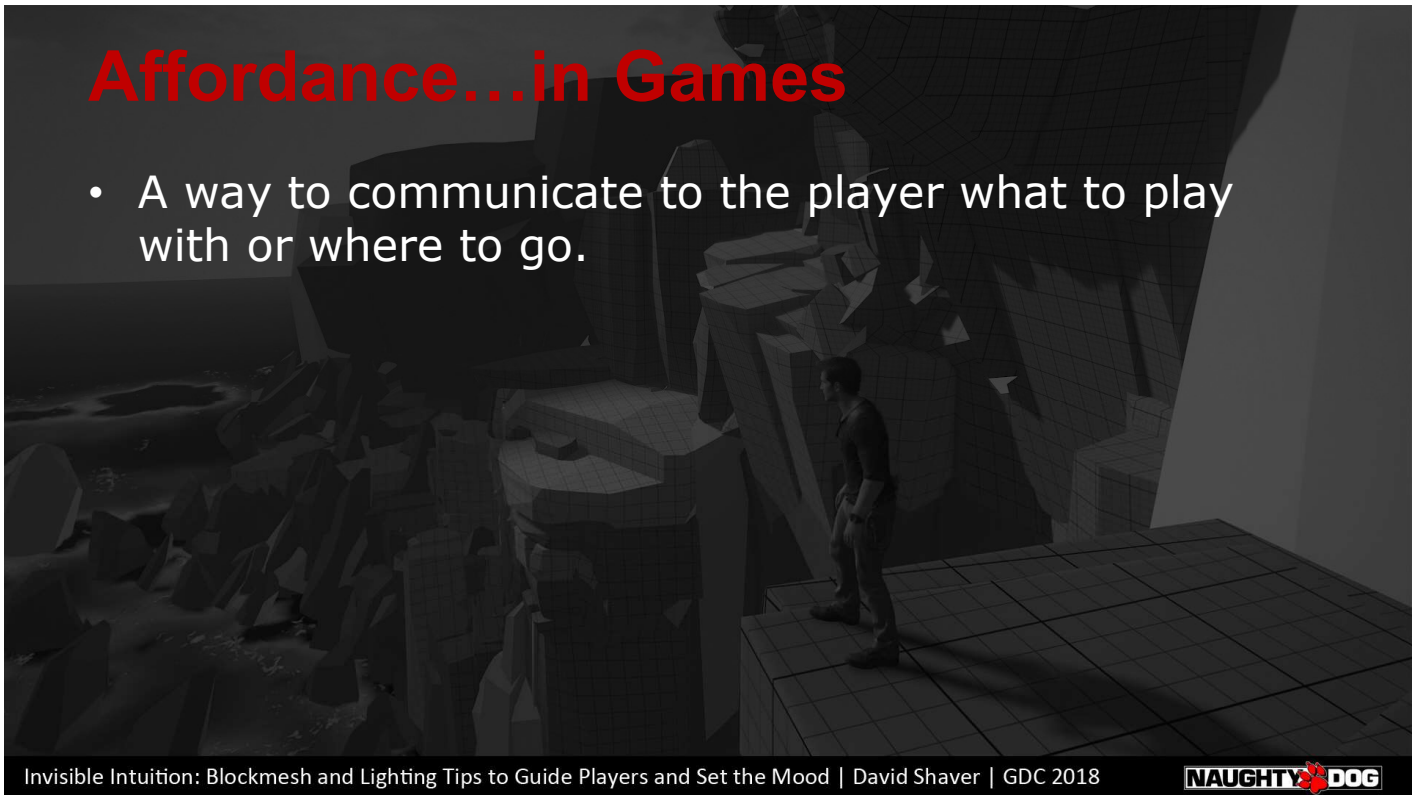 Affordance…in Games
• A way to communicate to the player what to play
with or where to go.
Invisible Intuition: Blockmesh and Lighting Tips to Guide Players and Set the Mood | David Shaver | GDC 2018
NAUGHTY DOG